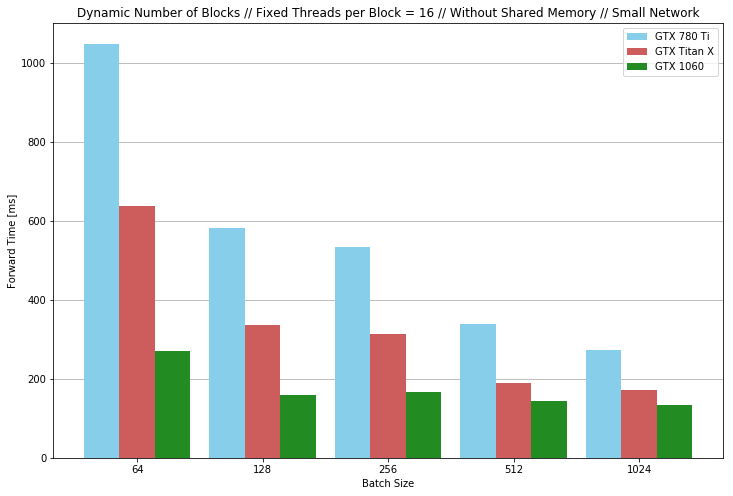 Dynamic Number of Blocks // Fixed Threads per Block = 16 // Without Shared Memory // Small Network
GTX 780 Ti
GTX Titan X
GTX 1060
1000
800
600
400
200
0
Forward Time [ms]
64 128 256 512 1024
Batch Size